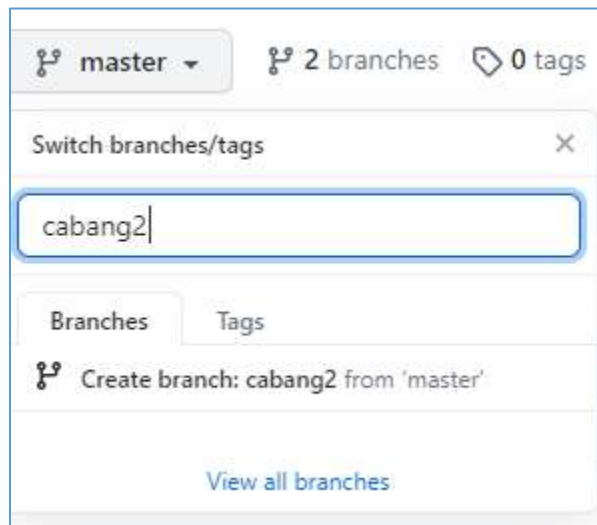 master 2 branches 0 tags
Switch branches/tags
cabang2
Branches Tags
Create branch: cabang2 from 'master'
View all branches